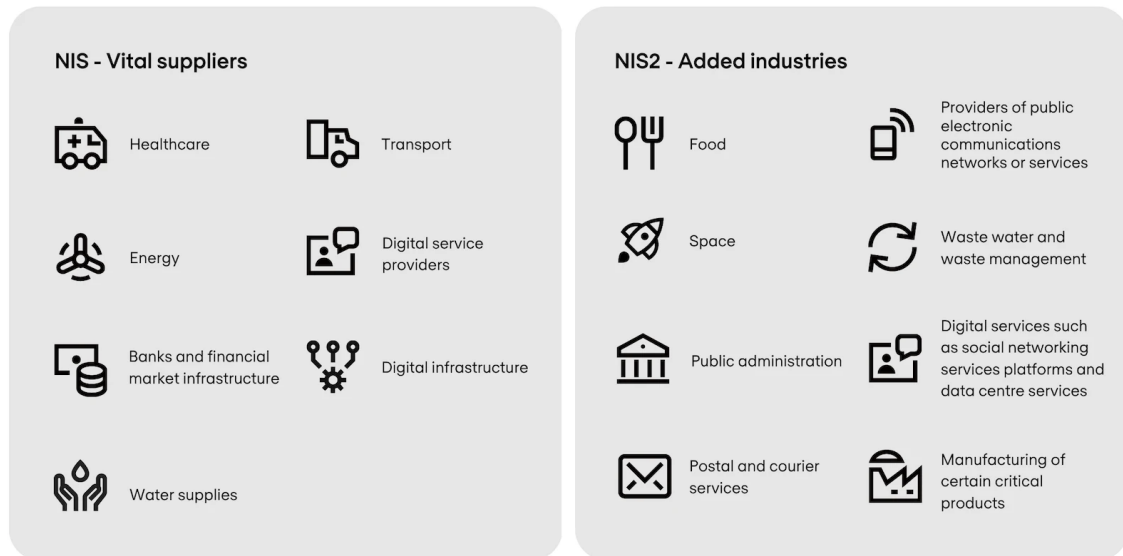 NIS - Vital suppliers
Healthcare
Transport
Energy
Digital service
providers
Banks and financial
market infrastructure
Digital infrastructure
Water supplies
NIS2 - Added industries
Food
Providers of public
electronic
communications
networks or services
Space
Waste water and
waste management
Public administration
Digital services such
as social networking
services platforms and
data centre services
Postal and courier
services
Manufacturing of
certain critical
products